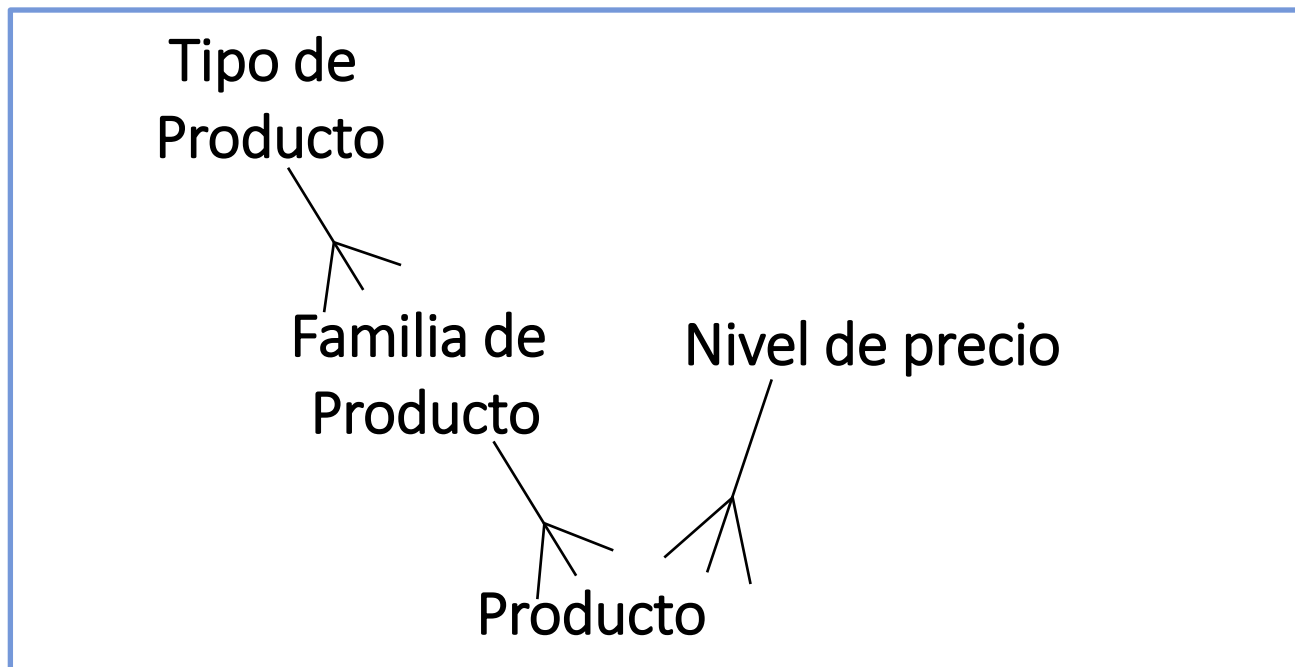 Tipo de
Producto
Familia de
Producto
Nivel de precio
Producto